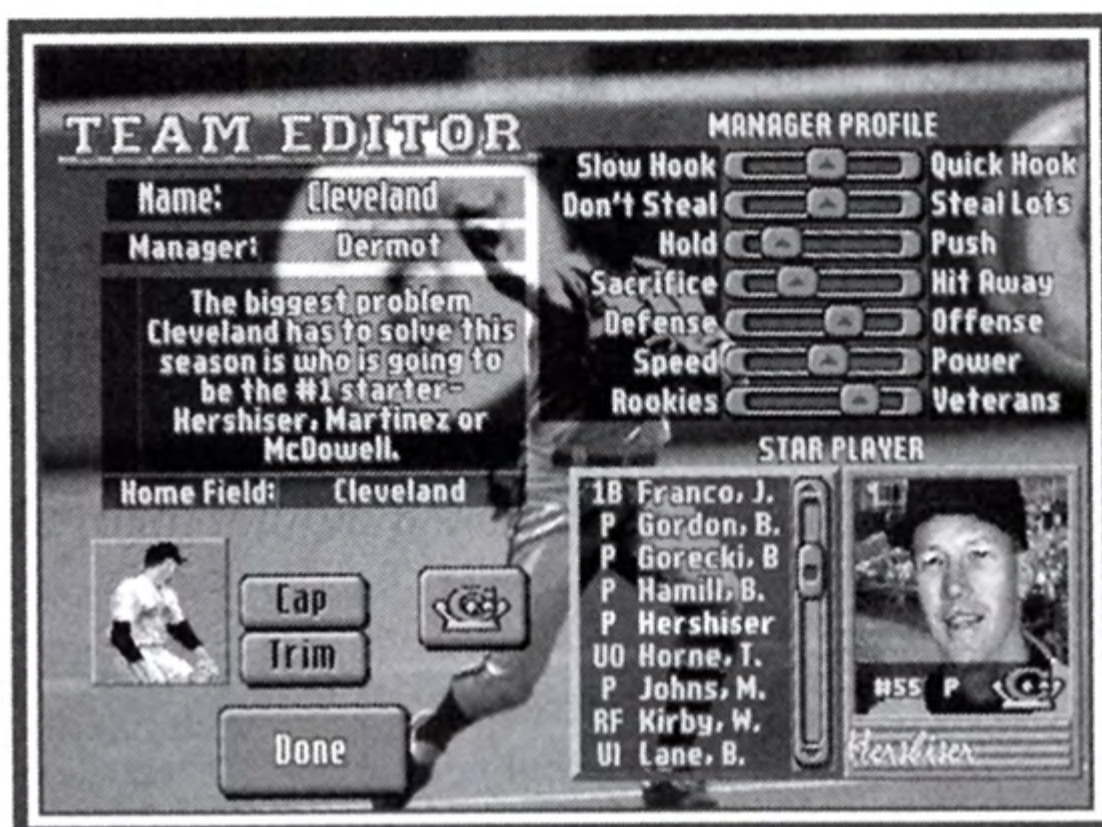 TEAM EDITOR
Name: Cleveland
Manager: Dermot
The biggest problem
Cleveland has to solve this
season is who is going to
be the #1 starter-
Hershiser, Martinez or
McDowell.
Home Field: Cleveland
Cap
Trim
Done
MANAGER PROFILE
Slow Hook Quick Hook
Don't Steal Steal Lots
Hold Push
Sacrifice Hit Away
Defense Offense
Speed Power
Rookies Veterans
STAR PLAYER
1B Franco, J.
P Gordon, B.
P Gorecki, B
P Hamill, B.
P Hershiser
UO Horne, T.
P Johns, M.
RF Kirby, W.
UI Lane, B.
#55 P
Hershiser